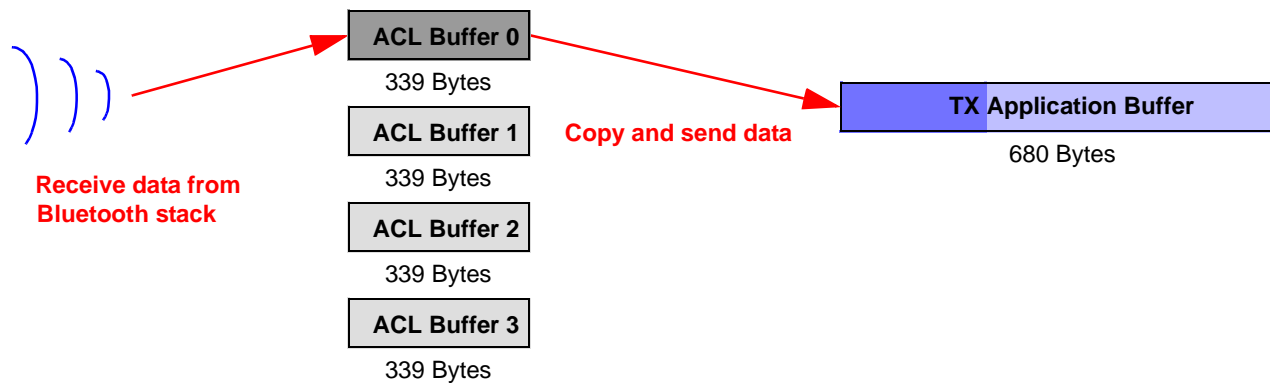 ACL Buffer 0
339 Bytes
ACL Buffer 1
339 Bytes
ACL Buffer 2
339 Bytes
ACL Buffer 3
339 Bytes
Receive data from
Bluetooth stack
Copy and send data
TX Application Buffer
680 Bytes